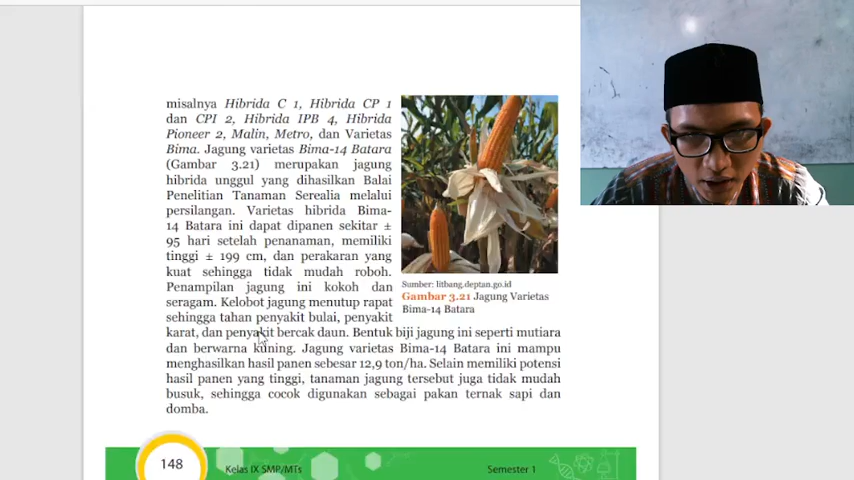 misalnya Hibrida C 1, Hibrida CP 1
dan CPI 2, Hibrida IPB 4, Hibrida
Pioneer 2, Malin, Metro, dan Varietas
Bima. Jagung varietas Bima-14 Batara
(Gambar 3.21) merupakan jagung
hibrida unggul yang dihasilkan Balai
Penelitian Tanaman Serealia melalui
persilangan. Varietas hibrida Bima-
14 Batara ini dapat dipanen sekitar ±
95 hari setelah penanaman, memiliki
tinggi ± 199 cm, dan perakaran yang
kuat sehingga tidak mudah roboh.
Penampilan jagung ini kokoh dan
seragam. Kelobot jagung menutup rapat
sehingga tahan penyakit bulai, penyakit
karat, dan penyakit bercak daun. Bentuk biji jagung ini seperti mutiara
dan berwarna kuning. Jagung varietas Bima-14 Batara ini mampu
menghasilkan hasil panen sebesar 12,9 ton/ha. Selain memiliki potensi
hasil panen yang tinggi, tanaman jagung tersebut juga tidak mudah
busuk, sehingga cocok digunakan sebagai pakan ternak sapi dan
domba.
Sumber: litbang.deptan.go.id
Gambar 3.21 Jagung Varietas
Bima-14 Batara
148
Kelas IX SMP/MTs
Semester 1